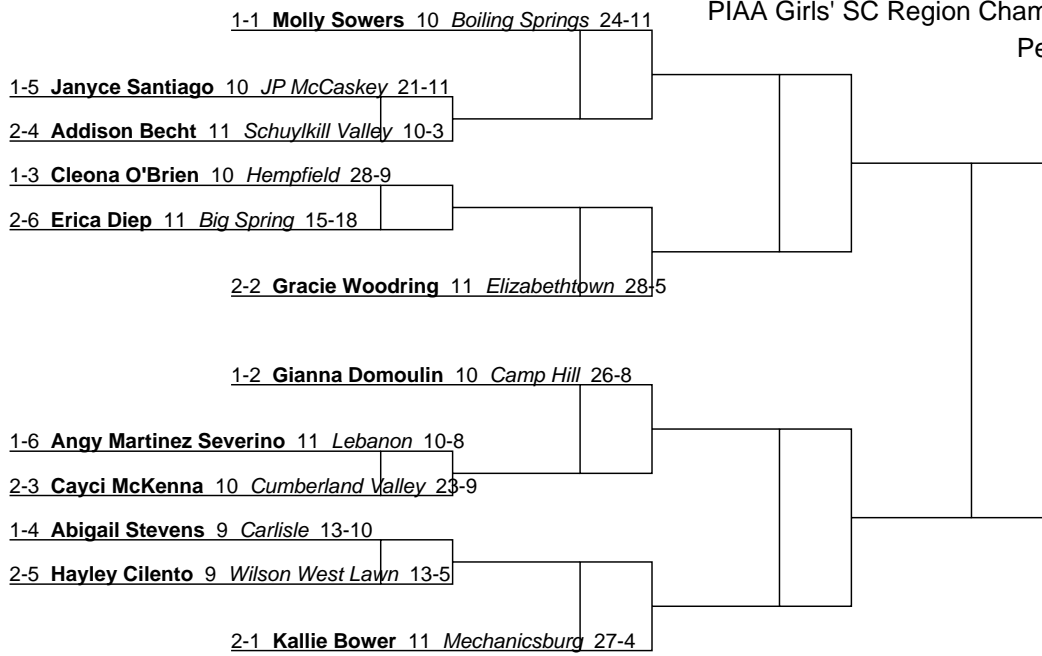 PIAA Girls' SC Region Cham
Pe
1-1 Molly Sowers 10 Boiling Springs 24-11
1-5 Janyce Santiago 10 JP McCaskey 21-11
2-4 Addison Becht 11 Schuylkill Valley 10-3
1-3 Cleona O'Brien 10 Hempfield 28-9
2-6 Erica Diep 11 Big Spring 15-18
2-2 Gracie Woodring 11 Elizabethtown 28-5
1-2 Gianna Domoulin 10 Camp Hill 26-8
1-6 Angy Martinez Severino 11 Lebanon 10-8
2-3 Cayci McKenna 10 Cumberland Valley 23-9
1-4 Abigail Stevens 9 Carlisle 13-10
2-5 Hayley Cilento 9 Wilson West Lawn 13-5
2-1 Kallie Bower 11 Mechanicsburg 27-4